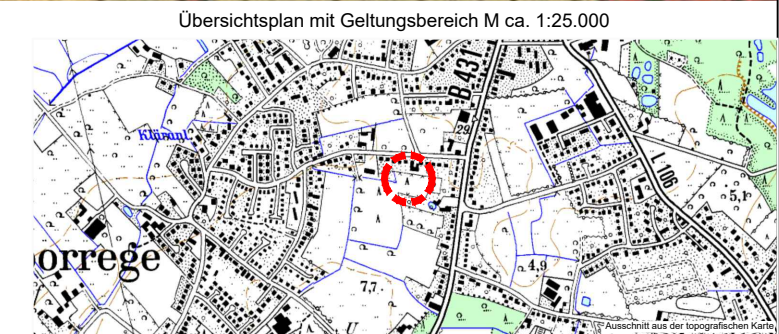 Übersichtsplan mit Geltungsbereich M ca. 1:25.000
B 431
Kläranl.
29
L 106
5,1
orrege
4,9
7,7
© Ausschnitt aus der topografischen Karte